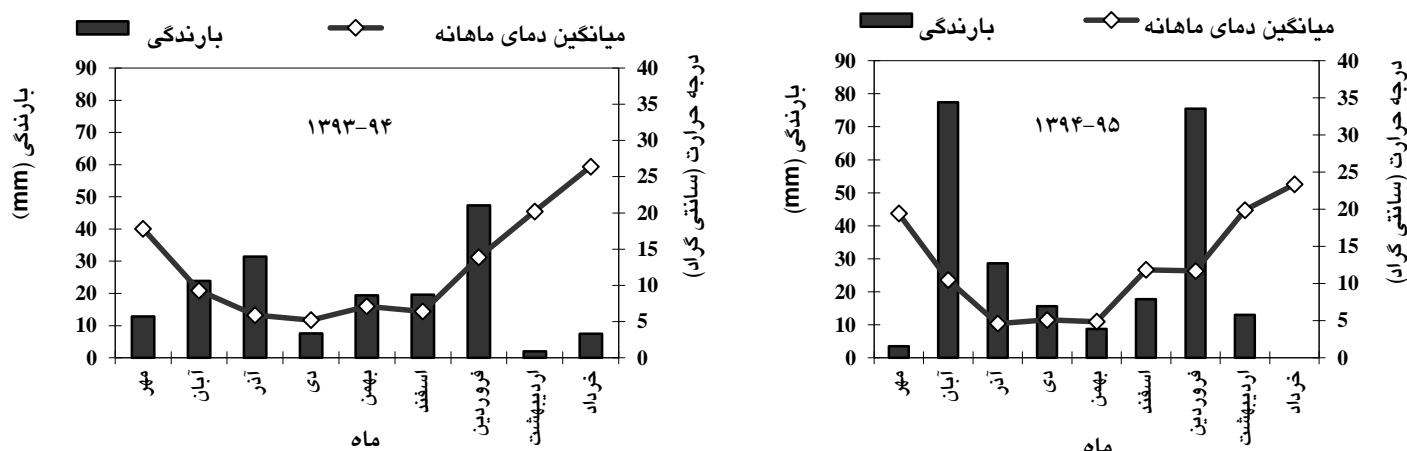 بارندگی
میانگین دمای ماهانه
۱۳۹۳-۹۴
بارندگی (mm)
90
80
70
60
50
40
30
20
10
0
درجه حرارت (سانتی گراد)
40
35
30
25
20
15
10
5
0
مهر
آبان
آذر
دی
بهمن
اسفند
فروردین
اردیبهشت
خرداد
ماه
بارندگی
میانگین دمای ماهانه
۱۳۹۴-۹۵
بارندگی (mm)
90
80
70
60
50
40
30
20
10
0
درجه حرارت (سانتی گراد)
40
35
30
25
20
15
10
5
0
مهر
آبان
آذر
دی
بهمن
اسفند
فروردین
اردیبهشت
خرداد
ماه